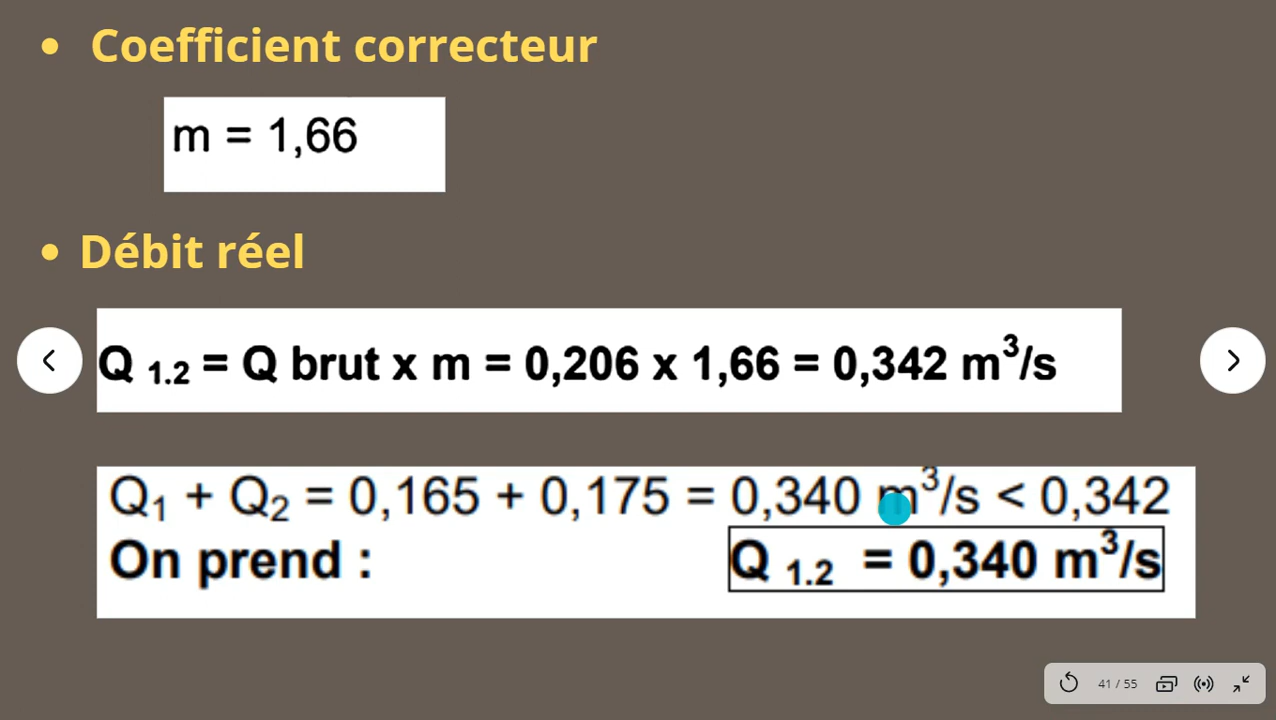 • Coefficient correcteur
m = 1,66
• Débit réel
Q 1.2 = Q brut x m = 0,206 x 1,66 = 0,342 m³/s
Q₁ + Q₂ = 0,165 + 0,175 = 0,340 m³/s < 0,342
On prend : Q 1.2 = 0,340 m³/s
41 / 55